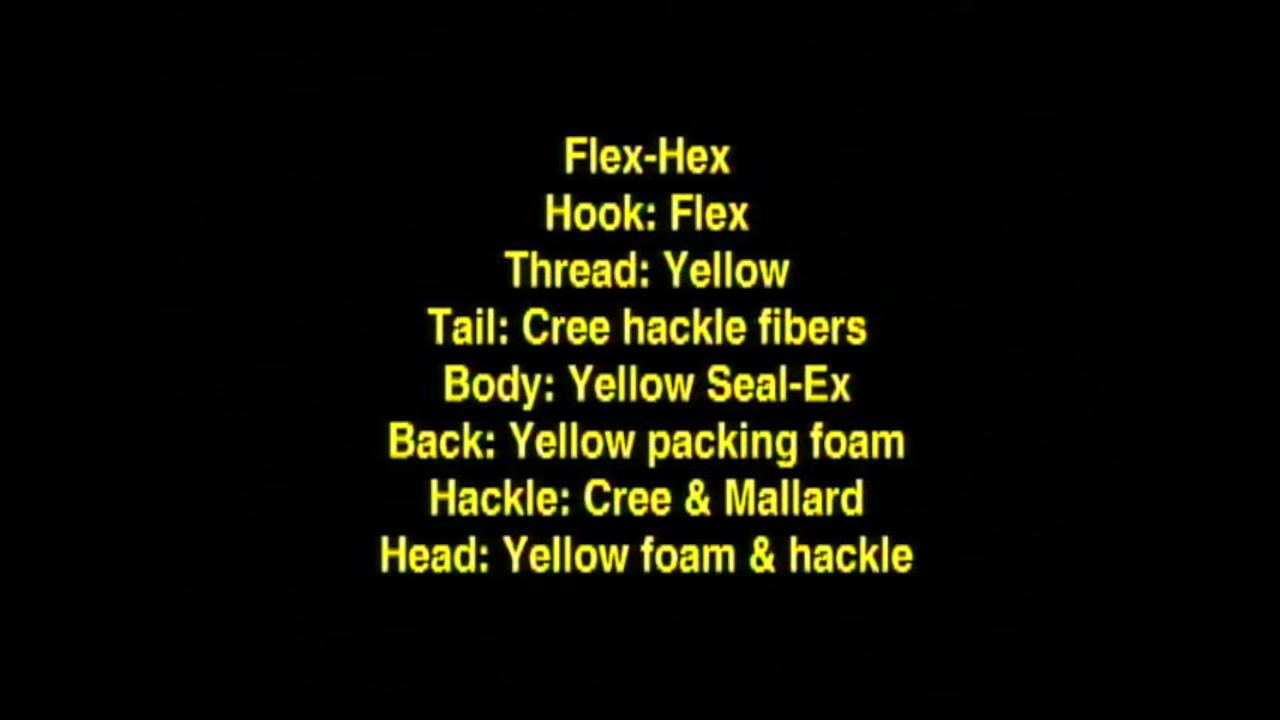 Flex-Hex
Hook: Flex
Thread: Yellow
Tail: Cree hackle fibers
Body: Yellow Seal-Ex
Back: Yellow packing foam
Hackle: Cree & Mallard
Head: Yellow foam & hackle